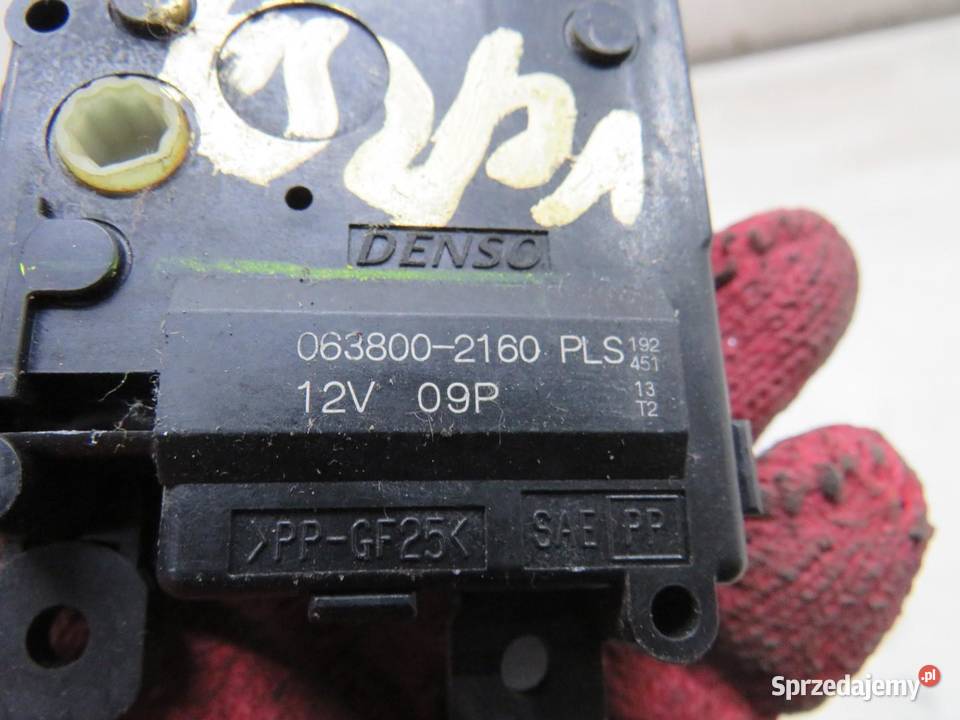 DENSO
063800-2160 PLS 192 451
12V 09P 13 T2
>PP-GF25<
SAE PP
Sprzedajemy.pl